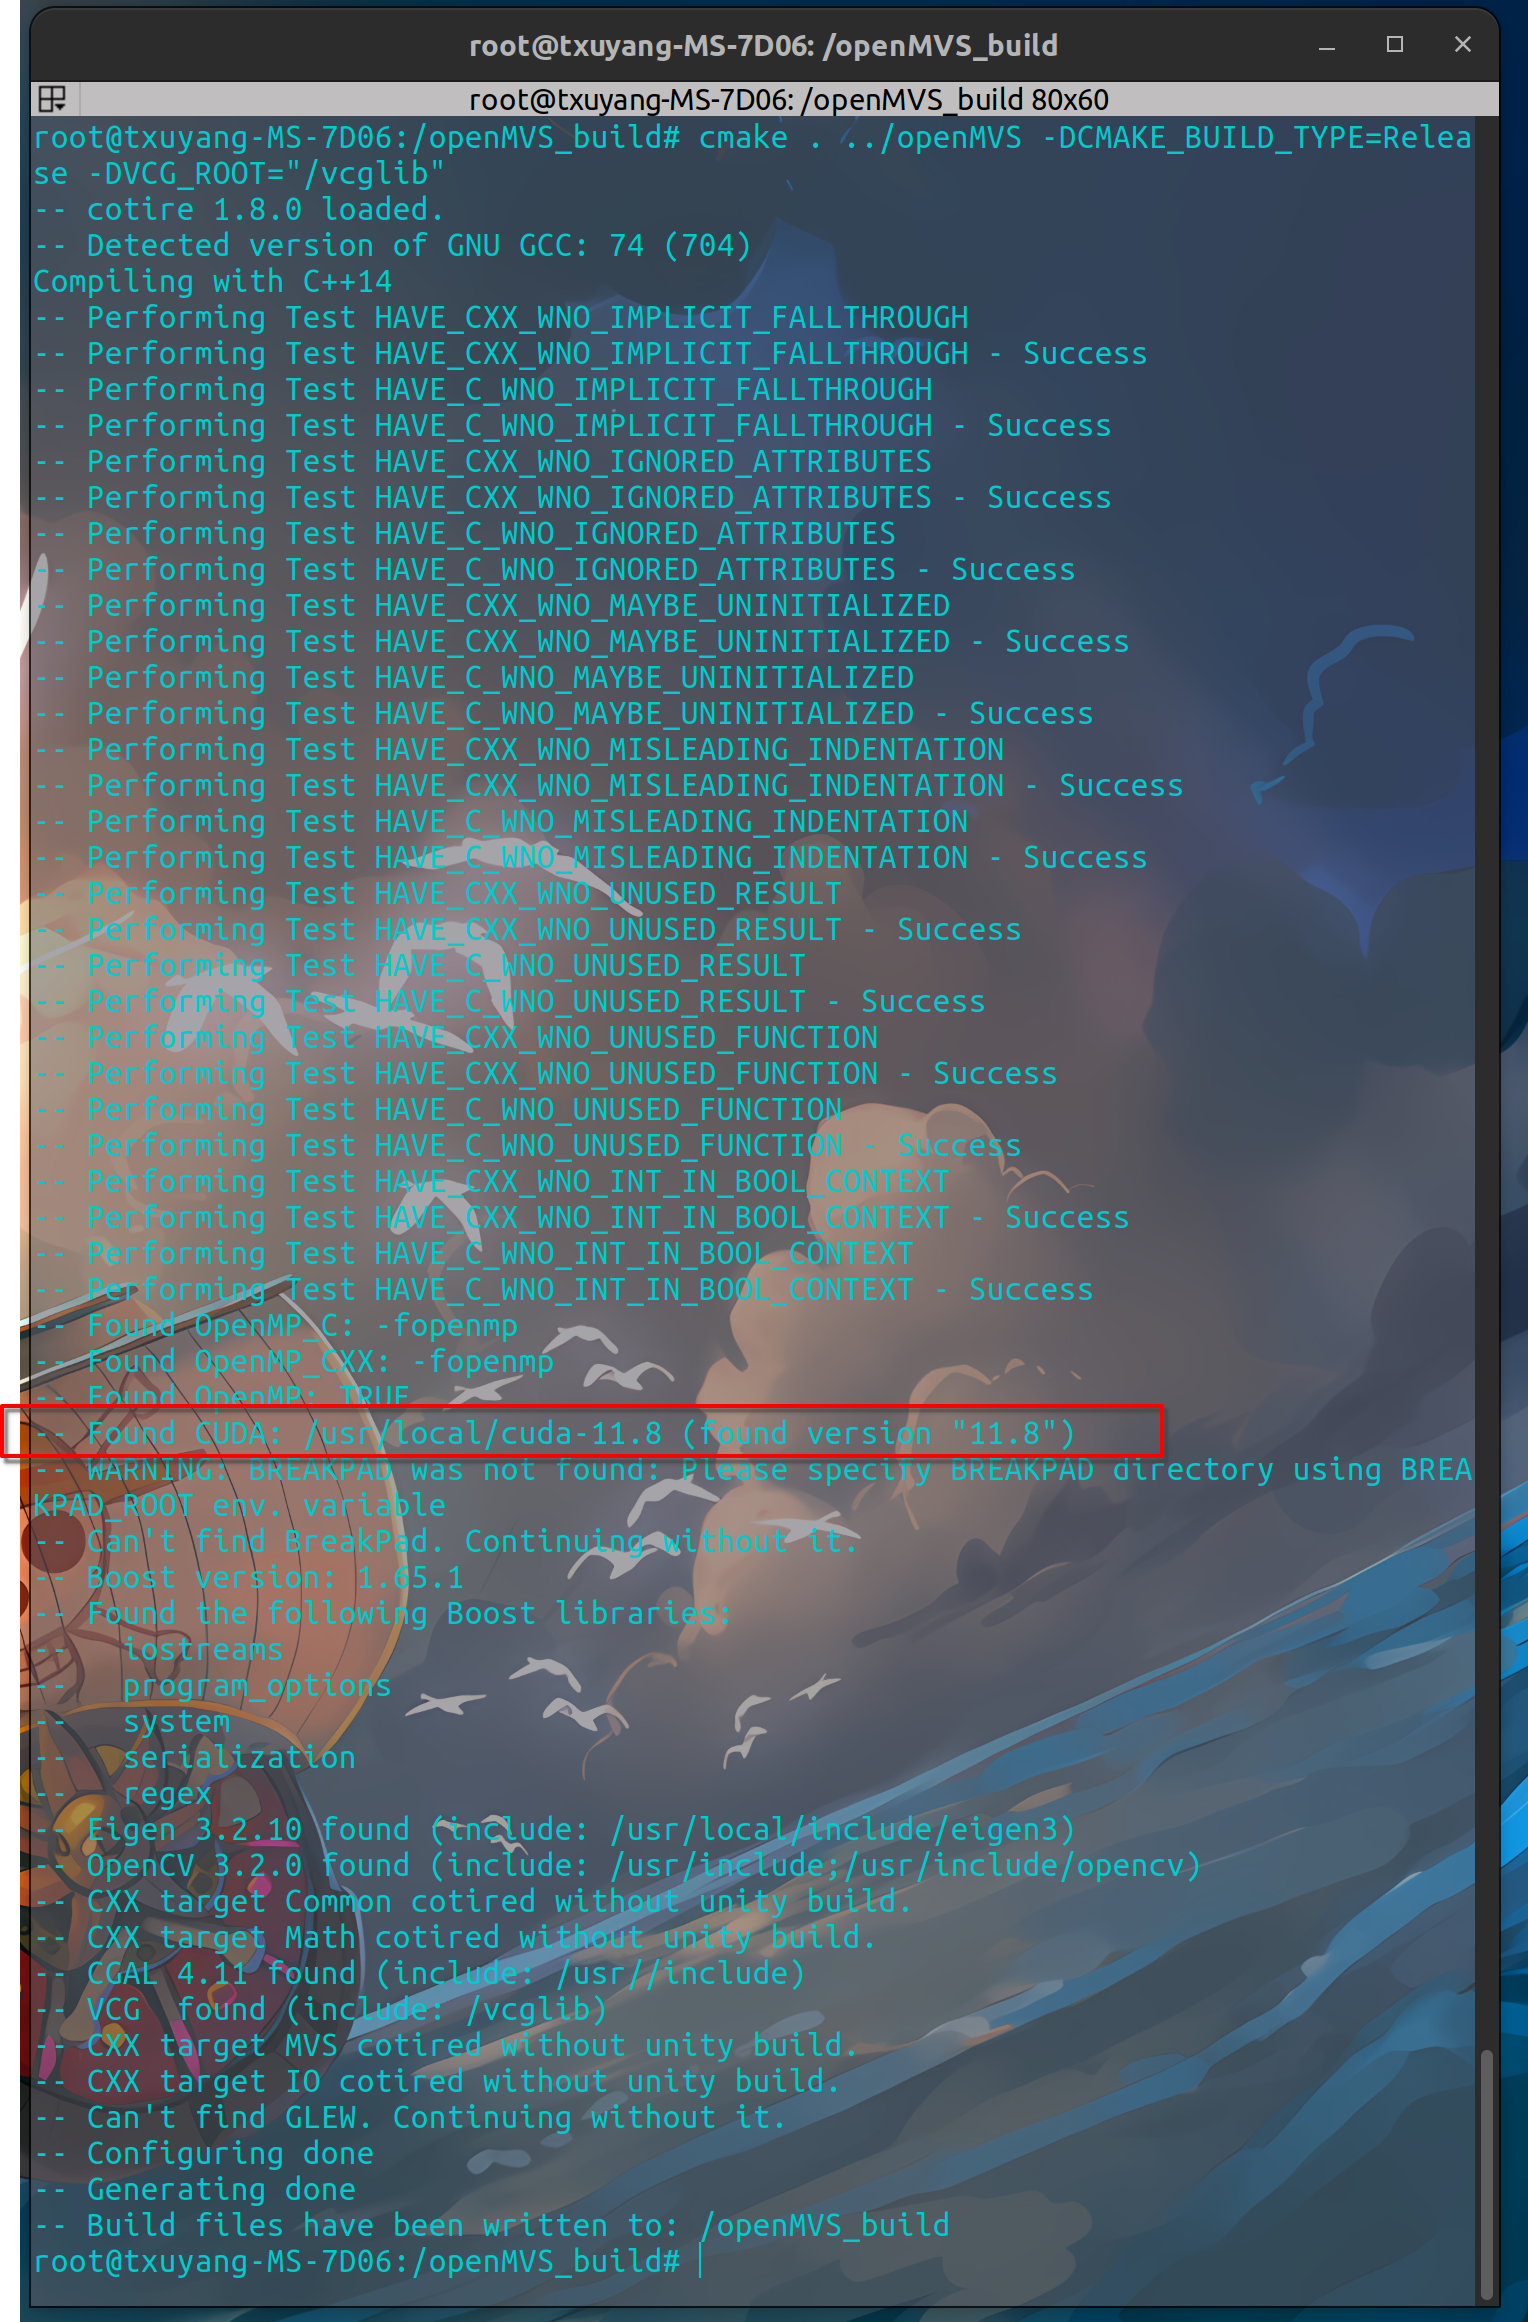 root@txuyang-MS-7D06: /openMVS_build
root@txuyang-MS-7D06: /openMVS_build 80x60
root@txuyang-MS-7D06:/openMVS_build# cmake . ../openMVS -DCMAKE_BUILD_TYPE=Relea
se -DVCG_ROOT="/vcglib"
-- cotire 1.8.0 loaded.
-- Detected version of GNU GCC: 74 (704)
Compiling with C++14
-- Performing Test HAVE_CXX_WNO_IMPLICIT_FALLTHROUGH
-- Performing Test HAVE_CXX_WNO_IMPLICIT_FALLTHROUGH - Success
-- Performing Test HAVE_C_WNO_IMPLICIT_FALLTHROUGH
-- Performing Test HAVE_C_WNO_IMPLICIT_FALLTHROUGH - Success
-- Performing Test HAVE_CXX_WNO_IGNORED_ATTRIBUTES
-- Performing Test HAVE_CXX_WNO_IGNORED_ATTRIBUTES - Success
-- Performing Test HAVE_C_WNO_IGNORED_ATTRIBUTES
-- Performing Test HAVE_C_WNO_IGNORED_ATTRIBUTES - Success
-- Performing Test HAVE_CXX_WNO_MAYBE_UNINITIALIZED
-- Performing Test HAVE_CXX_WNO_MAYBE_UNINITIALIZED - Success
-- Performing Test HAVE_C_WNO_MAYBE_UNINITIALIZED
-- Performing Test HAVE_C_WNO_MAYBE_UNINITIALIZED - Success
-- Performing Test HAVE_CXX_WNO_MISLEADING_INDENTATION
-- Performing Test HAVE_CXX_WNO_MISLEADING_INDENTATION - Success
-- Performing Test HAVE_C_WNO_MISLEADING_INDENTATION
-- Performing Test HAVE_C_WNO_MISLEADING_INDENTATION - Success
-- Performing Test HAVE_CXX_WNO_UNUSED_RESULT
-- Performing Test HAVE_CXX_WNO_UNUSED_RESULT - Success
-- Performing Test HAVE_C_WNO_UNUSED_RESULT
-- Performing Test HAVE_C_WNO_UNUSED_RESULT - Success
-- Performing Test HAVE_CXX_WNO_UNUSED_FUNCTION
-- Performing Test HAVE_CXX_WNO_UNUSED_FUNCTION - Success
-- Performing Test HAVE_C_WNO_UNUSED_FUNCTION
-- Performing Test HAVE_C_WNO_UNUSED_FUNCTION - Success
-- Performing Test HAVE_CXX_WNO_INT_IN_BOOL_CONTEXT
-- Performing Test HAVE_CXX_WNO_INT_IN_BOOL_CONTEXT - Success
-- Performing Test HAVE_C_WNO_INT_IN_BOOL_CONTEXT
-- Performing Test HAVE_C_WNO_INT_IN_BOOL_CONTEXT - Success
-- Found OpenMP_C: -fopenmp
-- Found OpenMP_CXX: -fopenmp
-- Found OpenMP: TRUE
-- Found CUDA: /usr/local/cuda-11.8 (found version "11.8")
-- WARNING: BREAKPAD was not found: Please specify BREAKPAD directory using BREA
KPAD_ROOT env. variable
-- Can't find BreakPad. Continuing without it.
-- Boost version: 1.65.1
-- Found the following Boost libraries:
--   iostreams
--   program_options
--   system
--   serialization
--   regex
-- Eigen 3.2.10 found (include: /usr/local/include/eigen3)
-- OpenCV 3.2.0 found (include: /usr/include;/usr/include/opencv)
-- CXX target Common cotired without unity build.
-- CXX target Math cotired without unity build.
-- CGAL 4.11 found (include: /usr//include)
-- VCG  found (include: /vcglib)
-- CXX target MVS cotired without unity build.
-- CXX target IO cotired without unity build.
-- Can't find GLEW. Continuing without it.
-- Configuring done
-- Generating done
-- Build files have been written to: /openMVS_build
root@txuyang-MS-7D06:/openMVS_build#